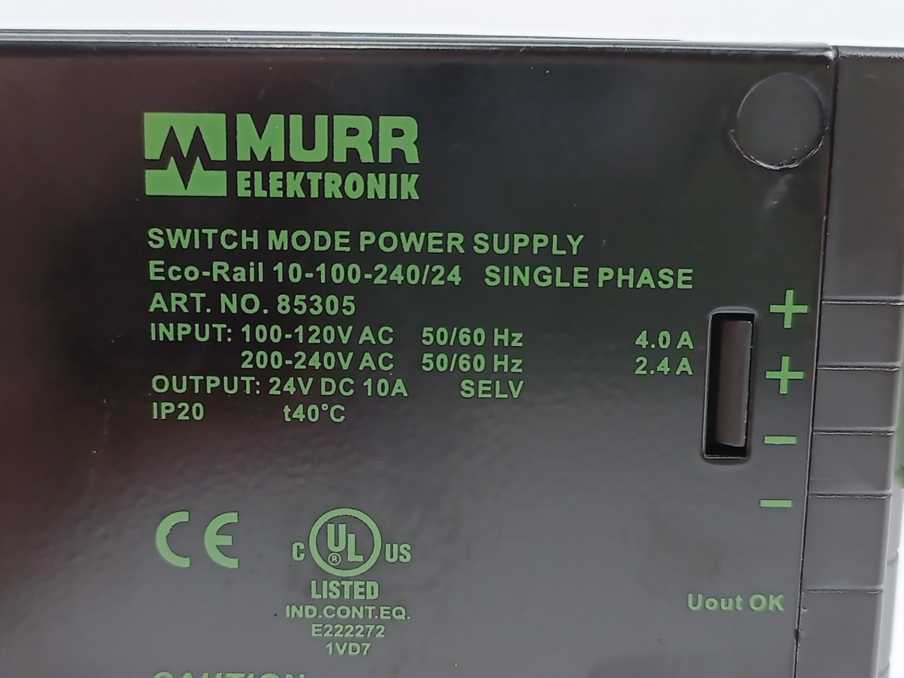 MURR
ELEKTRONIK
SWITCH MODE POWER SUPPLY
Eco-Rail 10-100-240/24 SINGLE PHASE
ART. NO. 85305
INPUT: 100-120V AC 50/60 Hz 4.0 A
200-240V AC 50/60 Hz 2.4 A
OUTPUT: 24V DC 10A SELV
IP20 t40°C
+
+
-
-
CE
C UL ® US
LISTED
IND.CONT.EQ.
E222272
1VD7
Uout OK
CAUTION